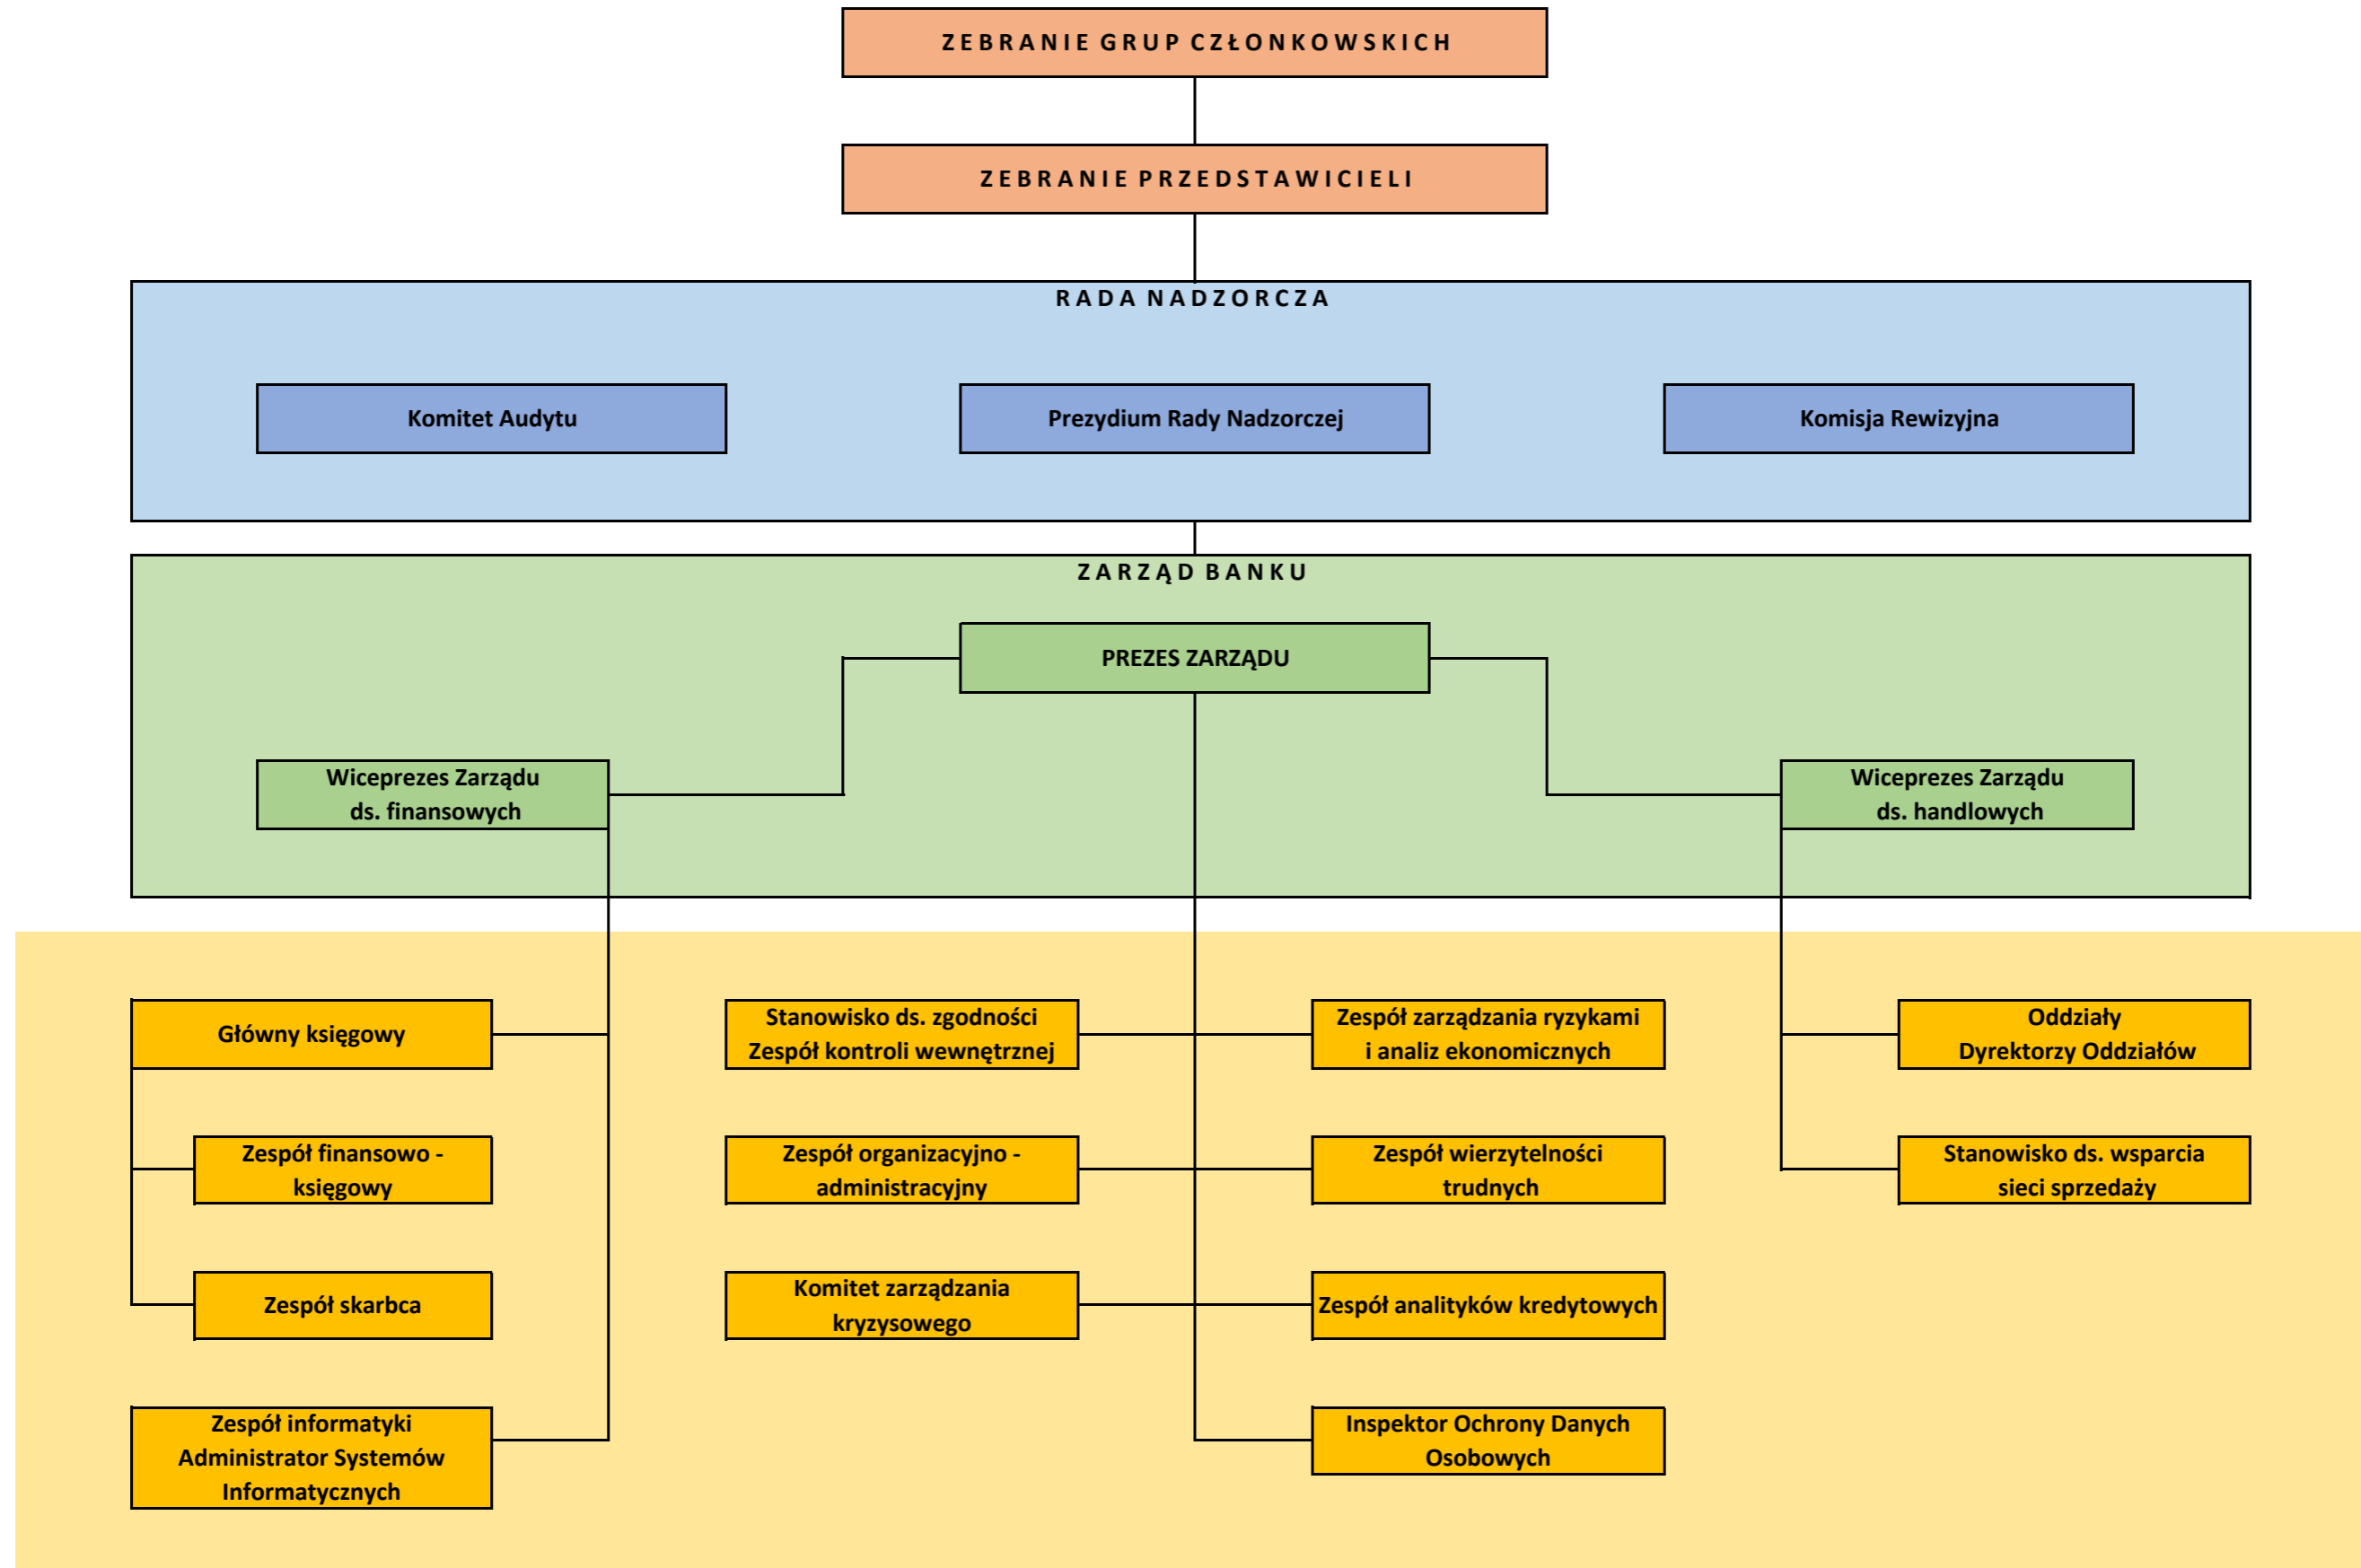 ZEBRANIE GRUP CZŁONKOWSKICH
ZEBRANIE PRZEDSTAWICIELI
RADA NADZORCZA
Komitet Audytu
Prezydium Rady Nadzorczej
Komisja Rewizyjna
ZARZĄD BANKU
PREZES ZARZĄDU
Wiceprezes Zarządu
ds. finansowych
Wiceprezes Zarządu
ds. handlowych
Główny księgowy
Stanowisko ds. zgodności
Zespół kontroli wewnętrznej
Zespół zarządzania ryzykami
i analiz ekonomicznych
Oddziały
Dyrektorzy Oddziałów
Zespół finansowo -
księgowy
Zespół organizacyjno -
administracyjny
Zespół wierzytelności
trudnych
Stanowisko ds. wsparcia
sieci sprzedaży
Zespół skarbca
Komitet zarządzania
kryzysowego
Zespół analityków kredytowych
Zespół informatyki
Administrator Systemów
Informatycznych
Inspektor Ochrony Danych
Osobowych